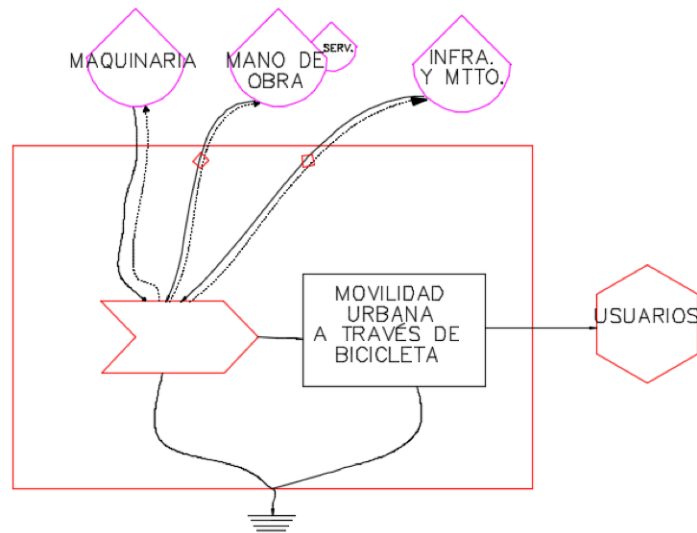 MAQUINARIA
MANO DE
OBRA
SERV.
INFRA.
Y MTTO.
MOVILIDAD
URBANA
A TRAVÉS DE
BICICLETA
USUARIOS